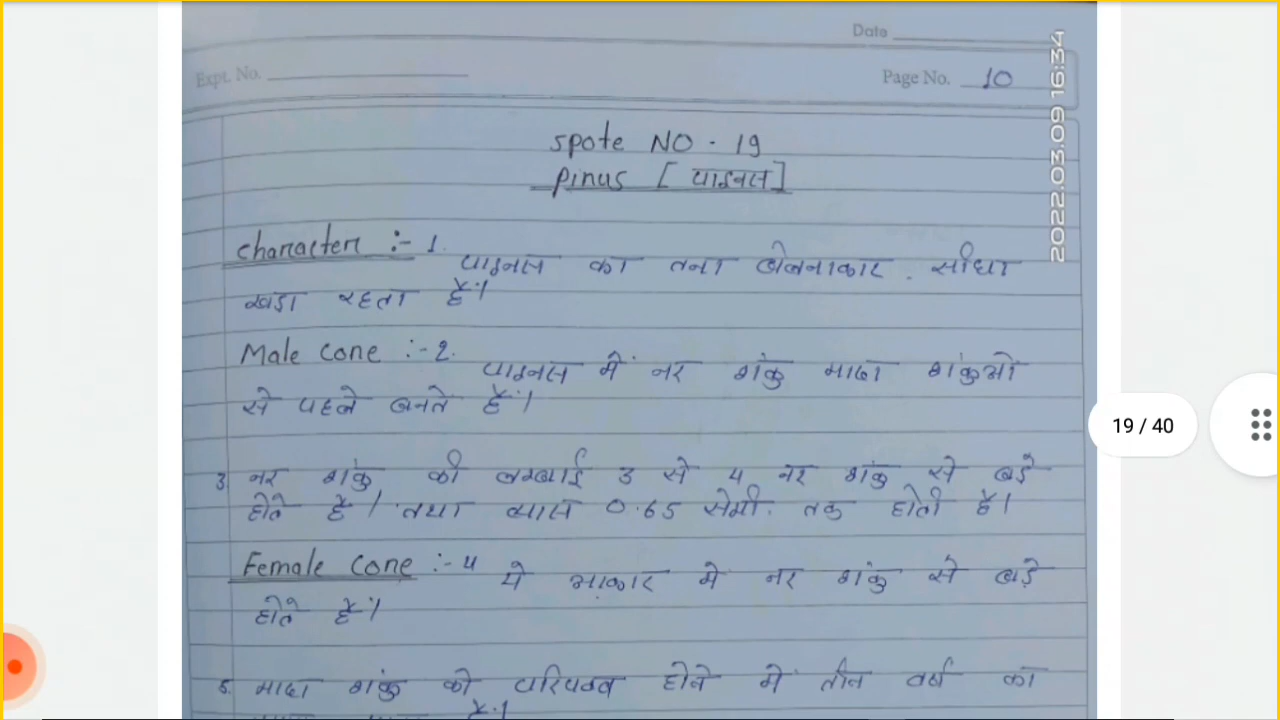 Date
Expt. No.
Page No. 10
2022.03.09 16:34
spote NO - 19
Pinus [ पाइनस ]
character :- 1.
पाइनस का तना बेलनाकार . सीधा
खड़ा रहता है।
Male cone :- 2.
पाइनस में नर शंकु मादा शंकुओ
से पहले बनते हैं।
3. नर शंकु की लम्बाई 3 से 4 नर शंकु से बड़े
होते है। तथा व्यास 0.65 सेमी. तक होती है।
Female cone :- 4
ये आकार में नर शंकु से बड़े
होते हैं।
5. मादा शंकु को परिपक्व होने में तीन वर्ष का
है।
19 / 40